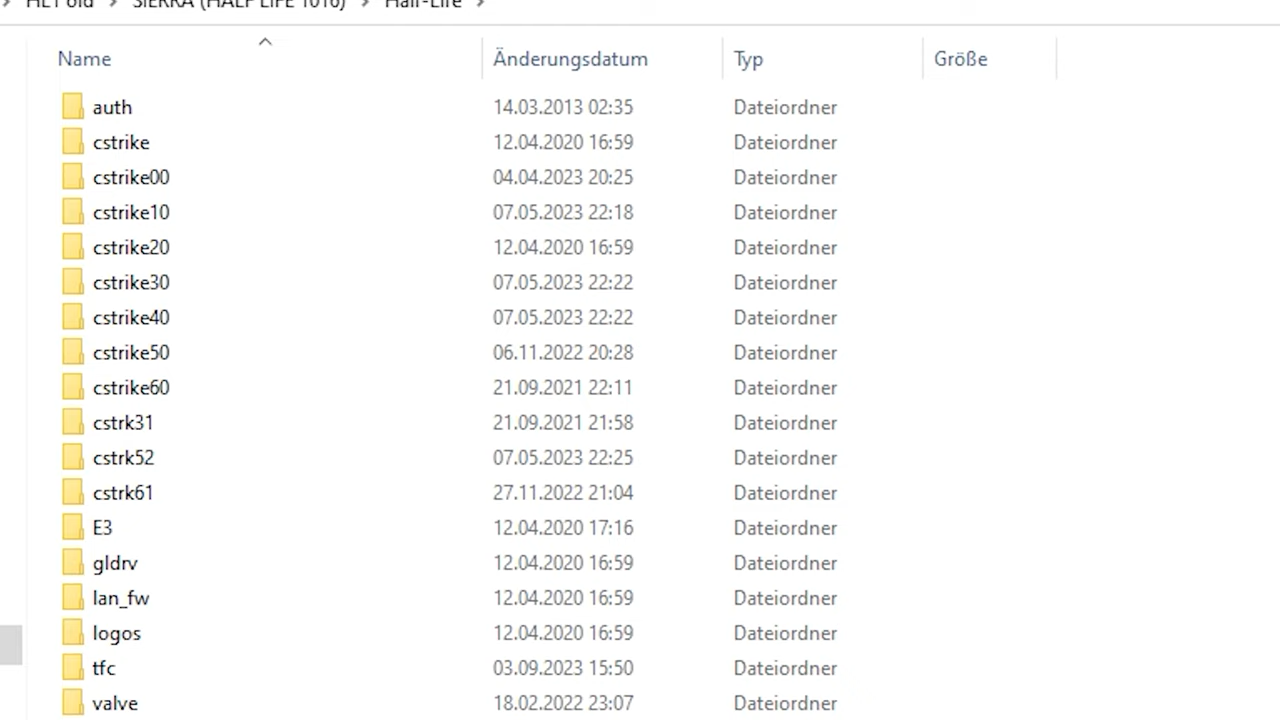 HL1 old > SIERRA (HALF LIFE 1016) > Half-Life >
Name Änderungsdatum Typ Größe
auth 14.03.2013 02:35 Dateiordner
cstrike 12.04.2020 16:59 Dateiordner
cstrike00 04.04.2023 20:25 Dateiordner
cstrike10 07.05.2023 22:18 Dateiordner
cstrike20 12.04.2020 16:59 Dateiordner
cstrike30 07.05.2023 22:22 Dateiordner
cstrike40 07.05.2023 22:22 Dateiordner
cstrike50 06.11.2022 20:28 Dateiordner
cstrike60 21.09.2021 22:11 Dateiordner
cstrk31 21.09.2021 21:58 Dateiordner
cstrk52 07.05.2023 22:25 Dateiordner
cstrk61 27.11.2022 21:04 Dateiordner
E3 12.04.2020 17:16 Dateiordner
gldrv 12.04.2020 16:59 Dateiordner
lan_fw 12.04.2020 16:59 Dateiordner
logos 12.04.2020 16:59 Dateiordner
tfc 03.09.2023 15:50 Dateiordner
valve 18.02.2022 23:07 Dateiordner